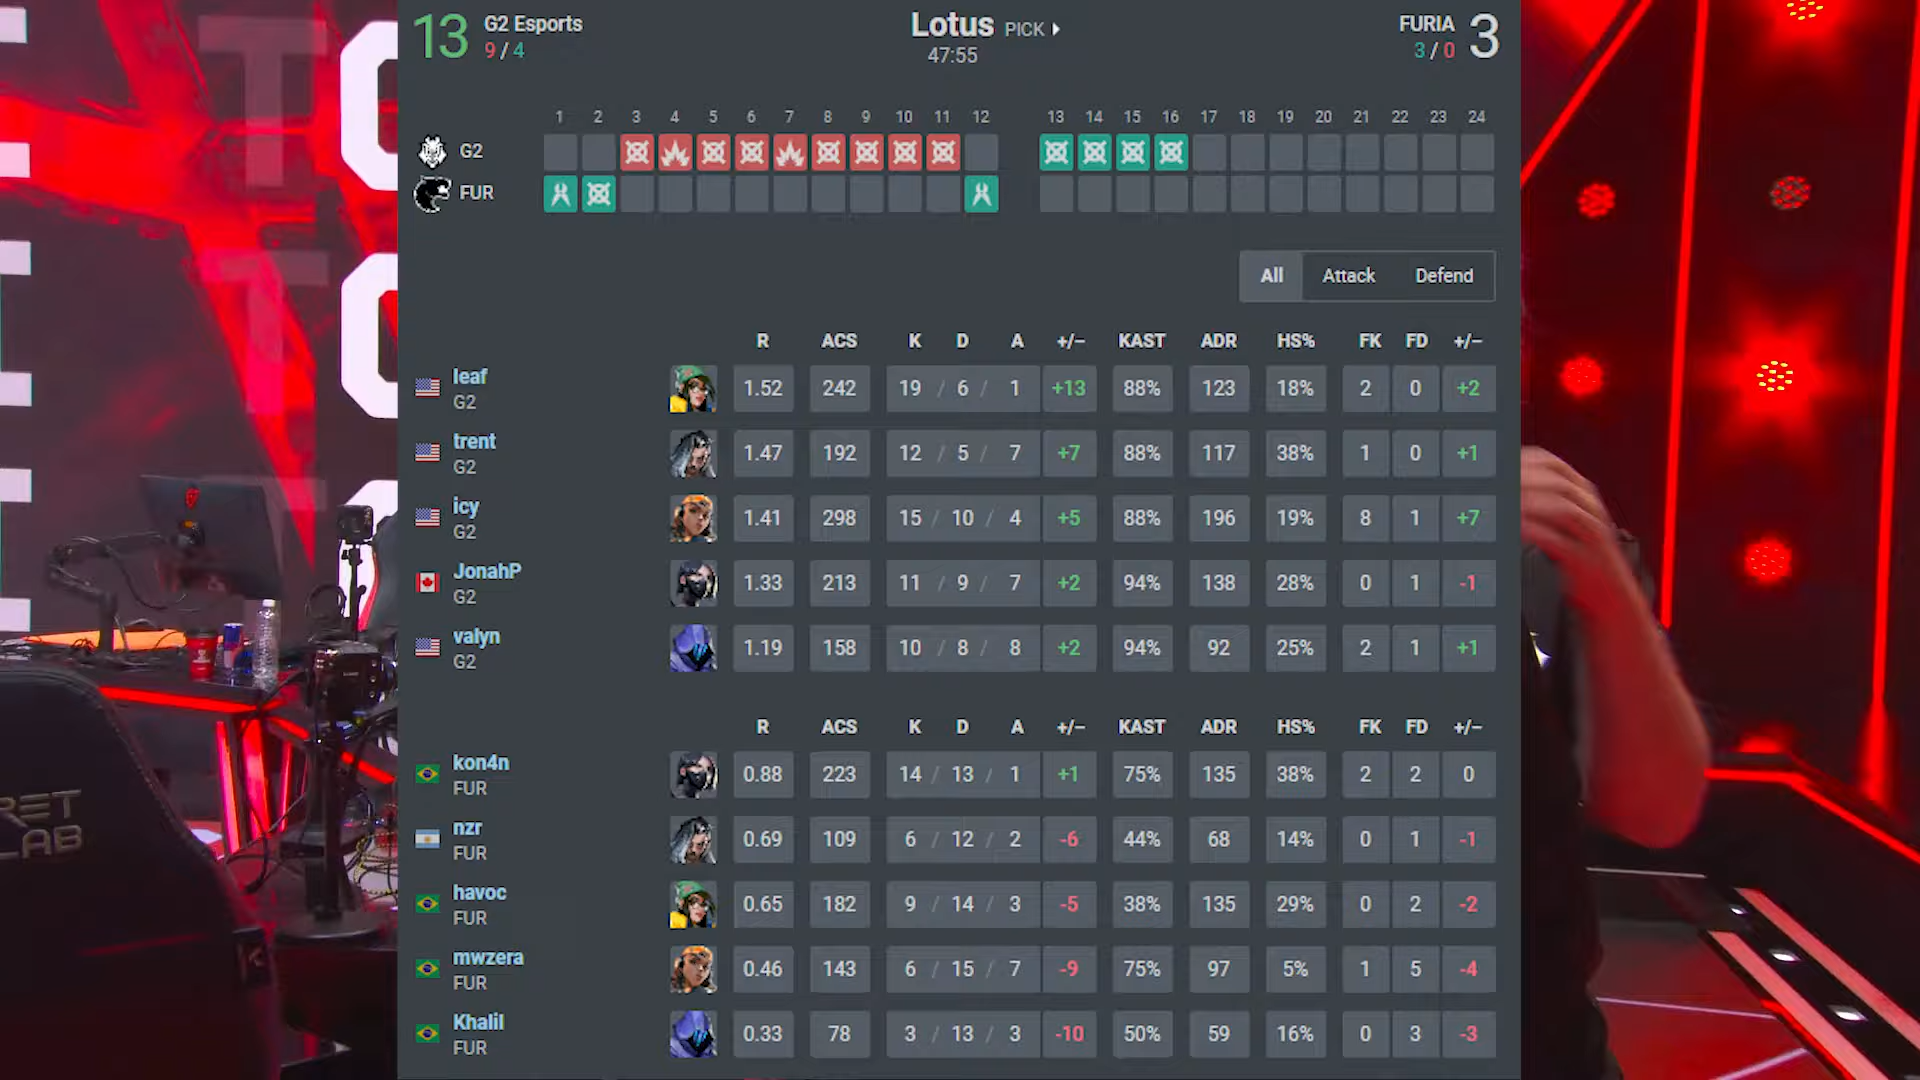 13 G2 Esports Lotus PICK FURIA 3
9 / 4 47:55 3 / 0
1 2 3 4 5 6 7 8 9 10 11 12 13 14 15 16 17 18 19 20 21 22 23 24
G2
FUR
All Attack Defend
R ACS K D A +/– KAST ADR HS% FK FD +/–
leaf
G2
1.52 242 19 / 6 / 1 +13 88% 123 18% 2 0 +2
trent
G2
1.47 192 12 / 5 / 7 +7 88% 117 38% 1 0 +1
icy
G2
1.41 298 15 / 10 / 4 +5 88% 196 19% 8 1 +7
JonahP
G2
1.33 213 11 / 9 / 7 +2 94% 138 28% 0 1 -1
valyn
G2
1.19 158 10 / 8 / 8 +2 94% 92 25% 2 1 +1
R ACS K D A +/– KAST ADR HS% FK FD +/–
kon4n
FUR
0.88 223 14 / 13 / 1 +1 75% 135 38% 2 2 0
nzr
FUR
0.69 109 6 / 12 / 2 -6 44% 68 14% 0 1 -1
havoc
FUR
0.65 182 9 / 14 / 3 -5 38% 135 29% 0 2 -2
mwzera
FUR
0.46 143 6 / 15 / 7 -9 75% 97 5% 1 5 -4
Khalil
FUR
0.33 78 3 / 13 / 3 -10 50% 59 16% 0 3 -3
RET
LAB